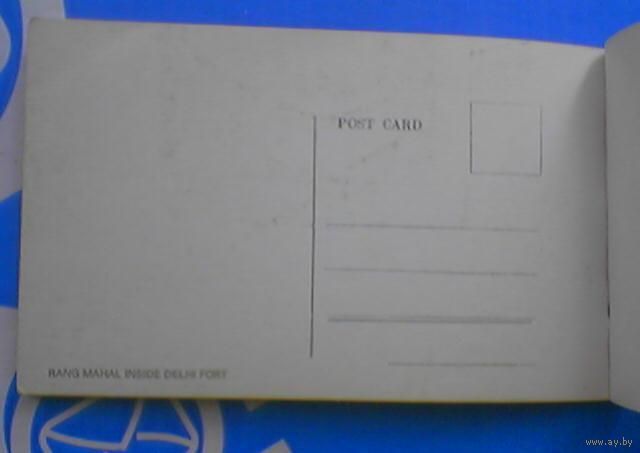 POST CARD
RANG MAHAL INSIDE DELHI FORT
www.ay.by